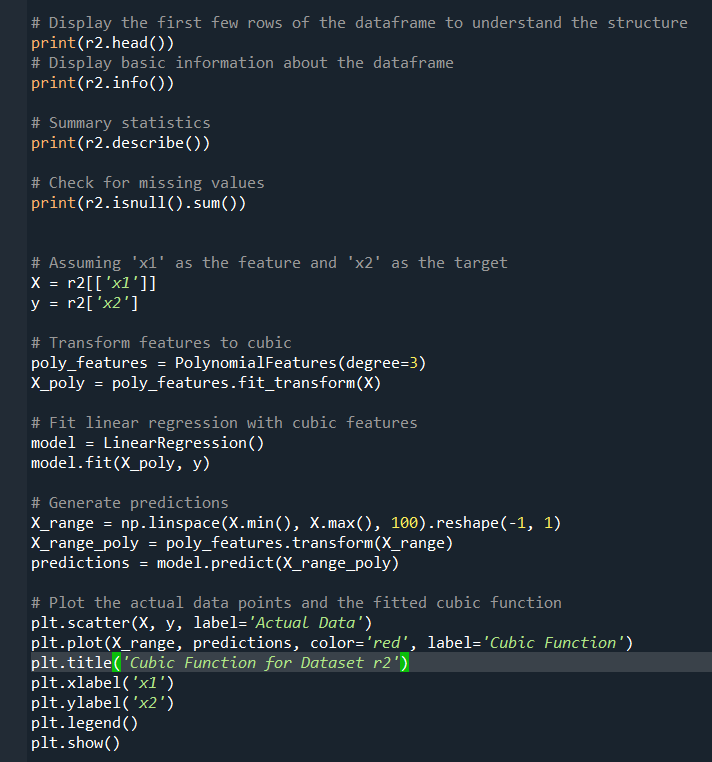 # Display the first few rows of the dataframe to understand the structure
print(r2.head())
# Display basic information about the dataframe
print(r2.info())
# Summary statistics
print(r2.describe())
# Check for missing values
print(r2.isnull().sum())
# Assuming 'x1' as the feature and 'x2' as the target
X = r2[['x1']]
y = r2['x2']
# Transform features to cubic
poly_features = PolynomialFeatures(degree=3)
X_poly = poly_features.fit_transform(X)
# Fit linear regression with cubic features
model = LinearRegression()
model.fit(X_poly, y)
# Generate predictions
X_range = np.linspace(X.min(), X.max(), 100).reshape(-1, 1)
X_range_poly = poly_features.transform(X_range)
predictions = model.predict(X_range_poly)
# Plot the actual data points and the fitted cubic function
plt.scatter(X, y, label='Actual Data')
plt.plot(X_range, predictions, color='red', label='Cubic Function')
plt.title('Cubic Function for Dataset r2')
plt.xlabel('x1')
plt.ylabel('x2')
plt.legend()
plt.show()